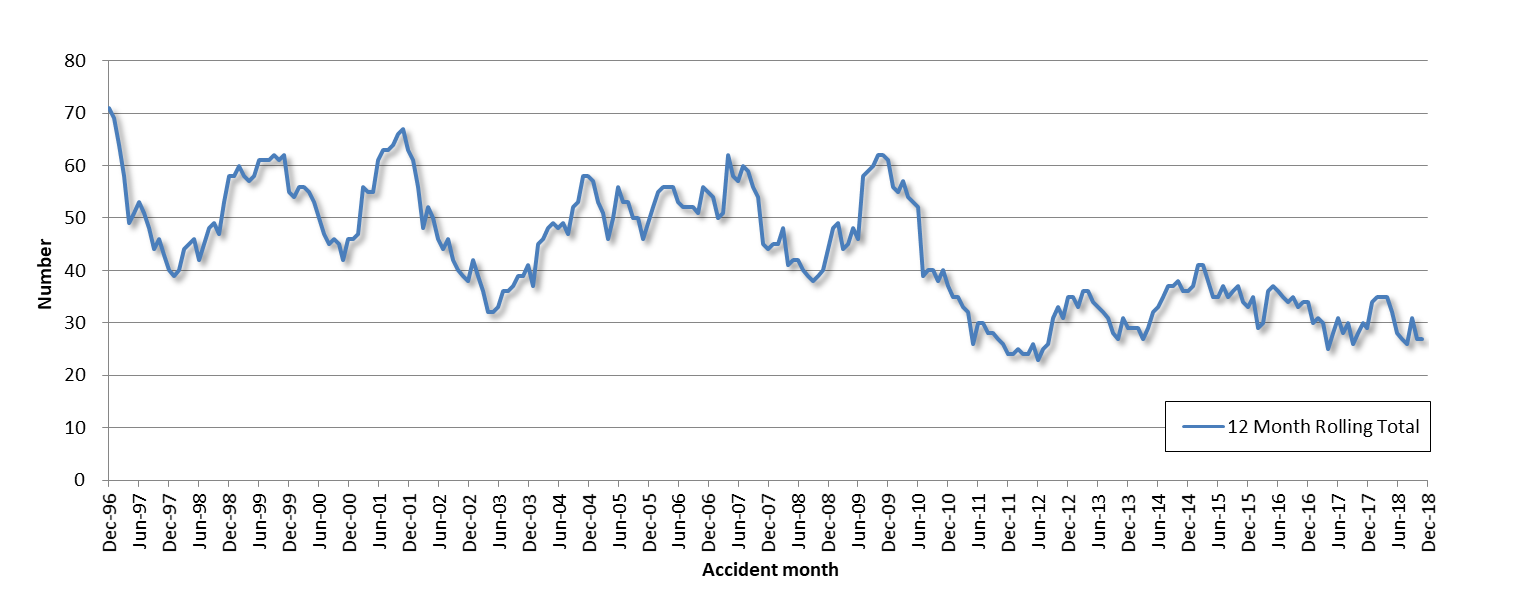 80
70
60
50
40
30
20
10
0
Number
12 Month Rolling Total
Dec-96
Jun-97
Dec-97
Jun-98
Dec-98
Jun-99
Dec-99
Jun-00
Dec-00
Jun-01
Dec-01
Jun-02
Dec-02
Jun-03
Dec-03
Jun-04
Dec-04
Jun-05
Dec-05
Jun-06
Dec-06
Jun-07
Dec-07
Jun-08
Dec-08
Jun-09
Dec-09
Jun-10
Dec-10
Jun-11
Dec-11
Jun-12
Dec-12
Jun-13
Dec-13
Jun-14
Dec-14
Jun-15
Dec-15
Jun-16
Dec-16
Jun-17
Dec-17
Jun-18
Dec-18
Accident month